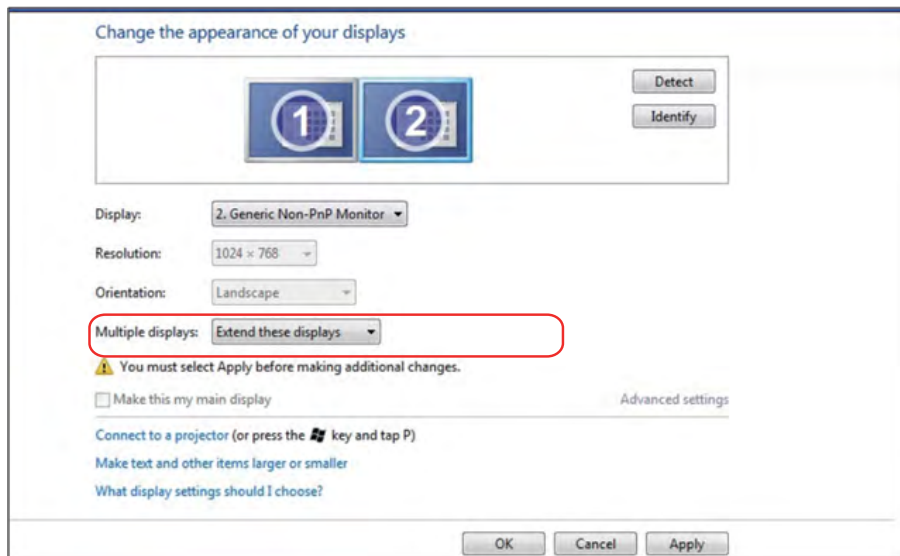 Change the appearance of your displays
1 2
Detect
Identify
Display: 2. Generic Non-PnP Monitor
Resolution: 1024 × 768
Orientation: Landscape
Multiple displays: Extend these displays
You must select Apply before making additional changes.
Make this my main display Advanced settings
Connect to a projector (or press the key and tap P)
Make text and other items larger or smaller
What display settings should I choose?
OK Cancel Apply